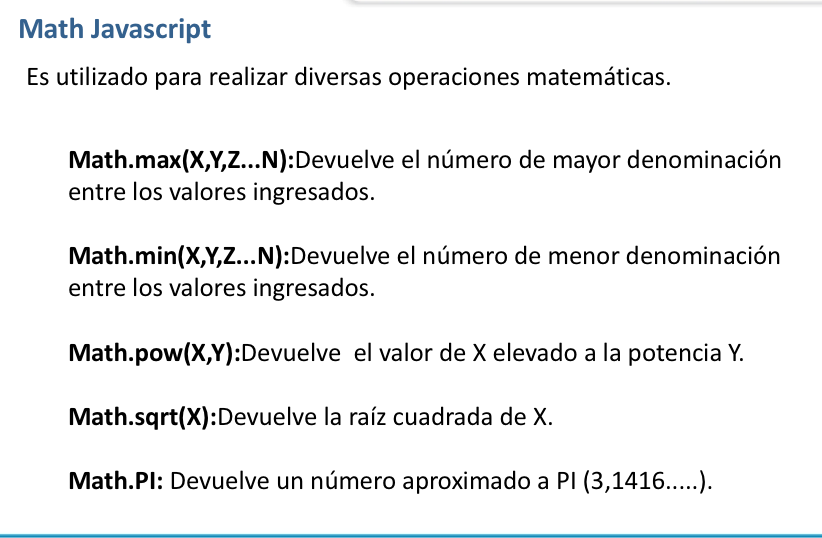 Math Javascript
Es utilizado para realizar diversas operaciones matemáticas.
Math.max(X,Y,Z...N):Devuelve el número de mayor denominación
entre los valores ingresados.
Math.min(X,Y,Z...N):Devuelve el número de menor denominación
entre los valores ingresados.
Math.pow(X,Y):Devuelve  el valor de X elevado a la potencia Y.
Math.sqrt(X):Devuelve la raíz cuadrada de X.
Math.PI: Devuelve un número aproximado a PI (3,1416.....).